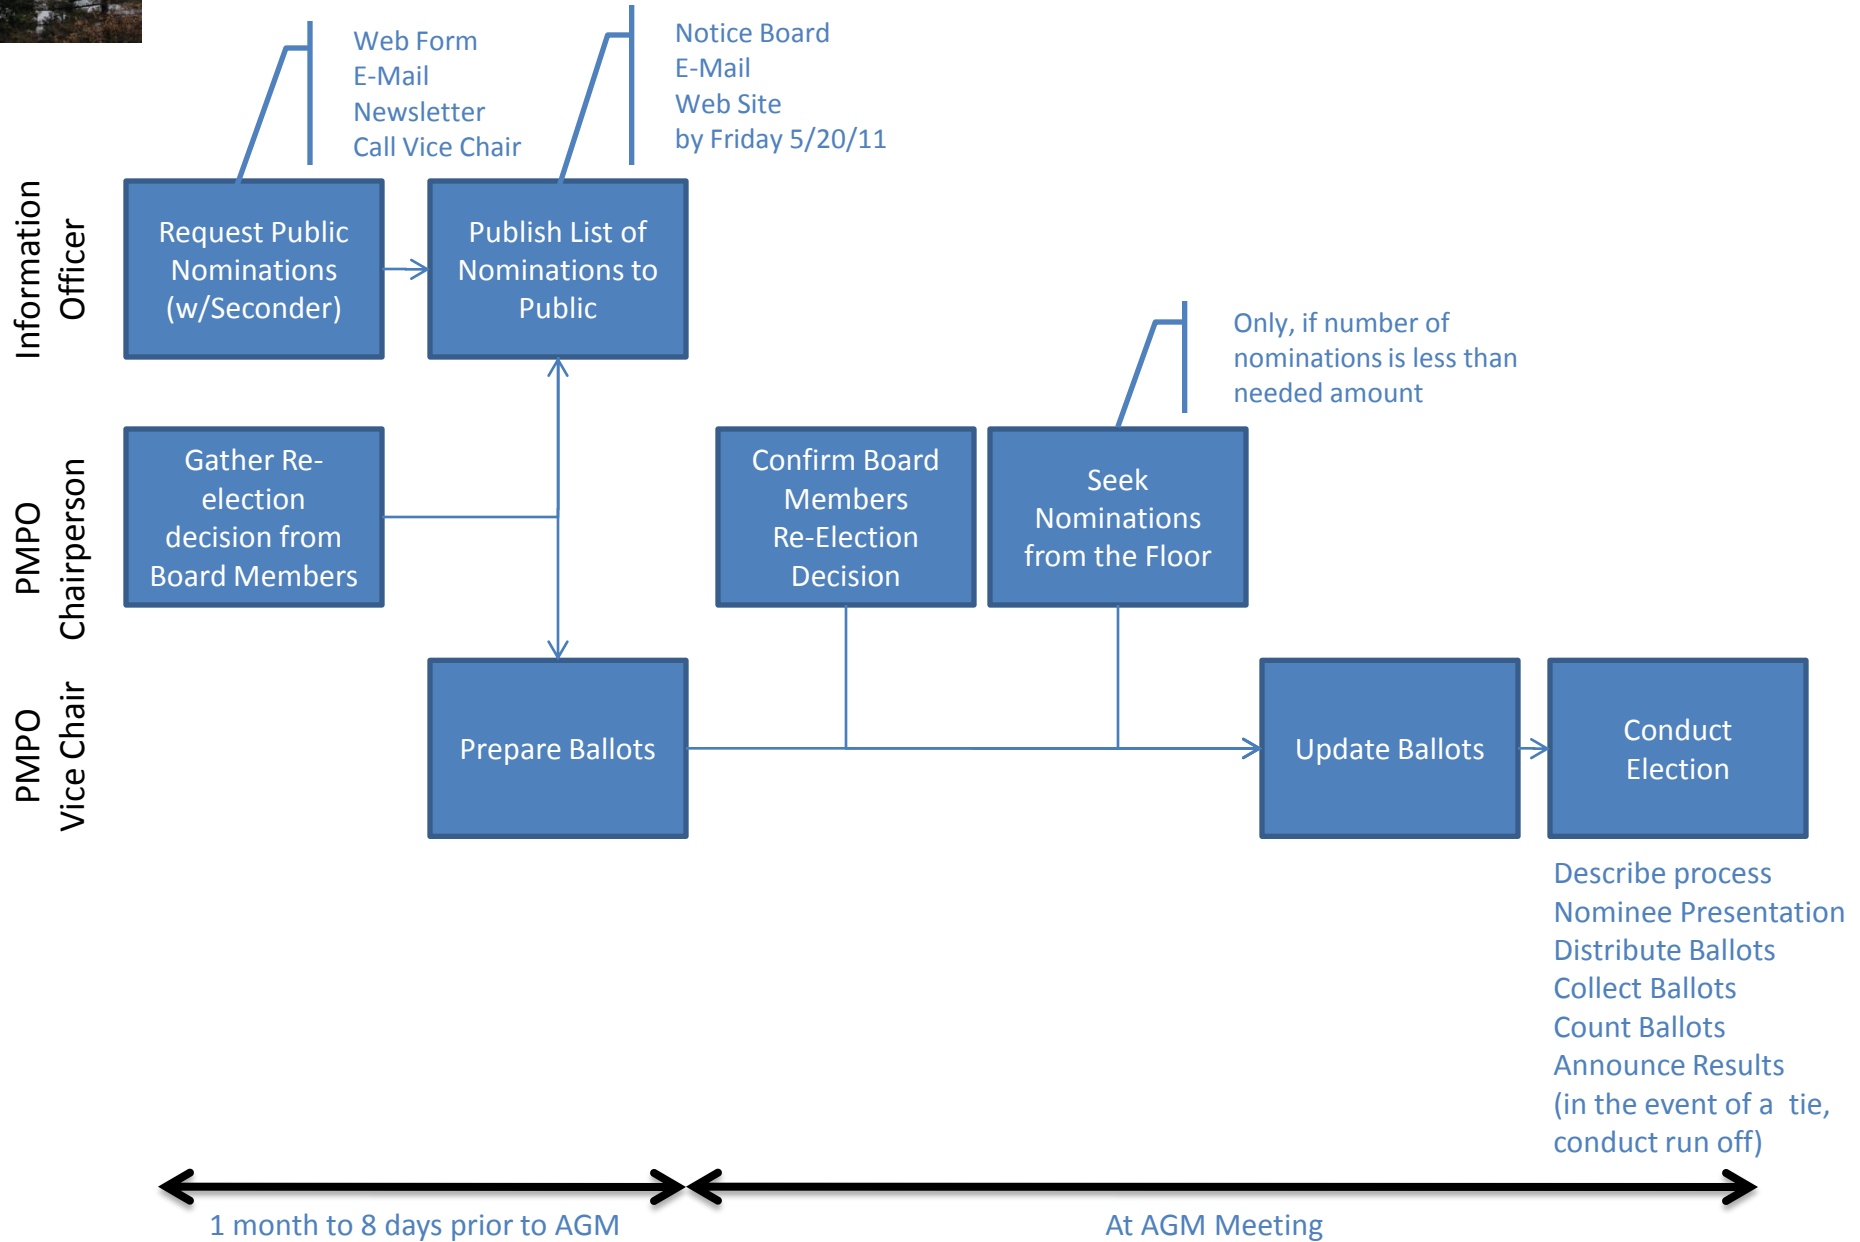 Web Form
E-Mail
Newsletter
Call Vice Chair
Notice Board
E-Mail
Web Site
by Friday 5/20/11
Information
Officer
Request Public
Nominations
(w/Seconder)
Publish List of
Nominations to
Public
Only, if number of
nominations is less than
needed amount
PMPO
Chairperson
Gather Re-
election
decision from
Board Members
Confirm Board
Members
Re-Election
Decision
Seek
Nominations
from the Floor
PMPO
Vice Chair
Prepare Ballots
Update Ballots
Conduct
Election
Describe process
Nominee Presentation
Distribute Ballots
Collect Ballots
Count Ballots
Announce Results
(in the event of a  tie,
conduct run off)
1 month to 8 days prior to AGM
At AGM Meeting